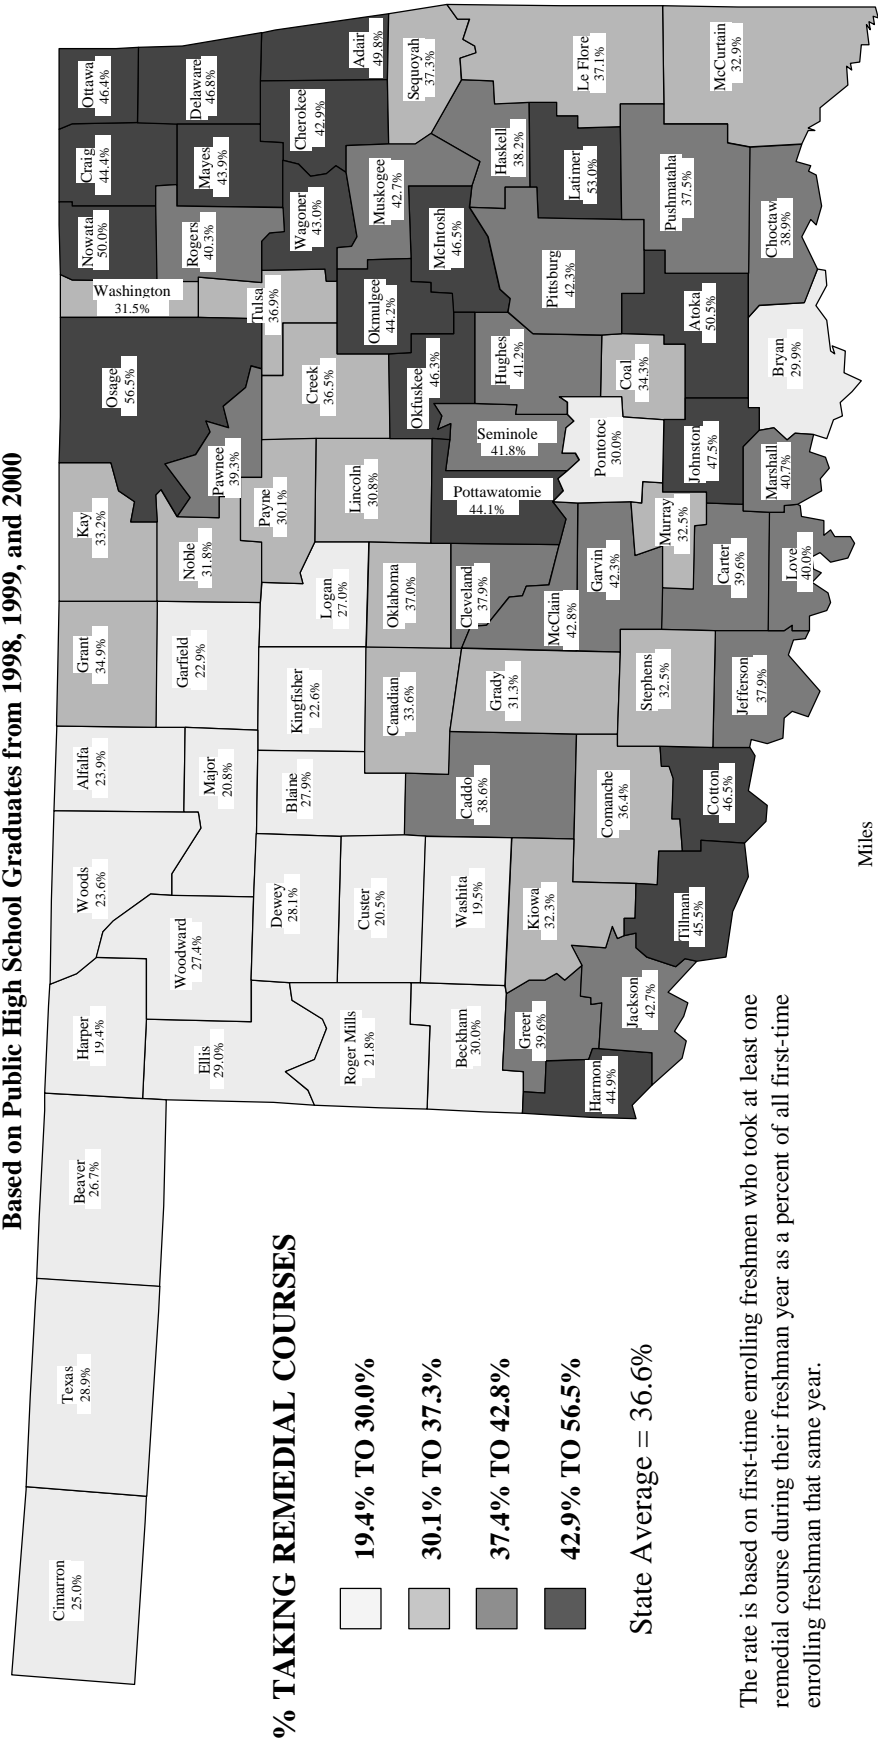 Based on Public High School Graduates from 1998, 1999, and 2000
Cimarron
25.0%
Texas
28.9%
Beaver
26.7%
Harper
19.4%
Woods
23.6%
Alfalfa
23.9%
Grant
34.9%
Kay
33.2%
Osage
56.5%
Washington
31.5%
Nowata
50.0%
Craig
44.4%
Ottawa
46.4%
Ellis
29.0%
Woodward
27.4%
Major
20.8%
Garfield
22.9%
Noble
31.8%
Pawnee
39.3%
Rogers
40.3%
Mayes
43.9%
Delaware
46.8%
Tulsa
36.9%
Payne
30.1%
Creek
36.5%
Wagoner
43.0%
Cherokee
42.9%
Adair
49.8%
Roger Mills
21.8%
Dewey
28.1%
Custer
20.5%
Blaine
27.9%
Kingfisher
22.6%
Logan
27.0%
Lincoln
30.8%
Oklahoma
37.0%
Canadian
33.6%
Okfuskee
46.3%
Okmulgee
44.2%
Muskogee
42.7%
McIntosh
46.5%
Sequoyah
37.3%
Beckham
30.0%
Washita
19.5%
Caddo
38.6%
Grady
31.3%
Cleveland
37.9%
McClain
42.8%
Pottawatomie
44.1%
Seminole
41.8%
Hughes
41.2%
Haskell
38.2%
Pittsburg
42.3%
Latimer
53.0%
Le Flore
37.1%
Greer
39.6%
Kiowa
32.3%
Harmon
44.9%
Jackson
42.7%
Comanche
36.4%
Tillman
45.5%
Cotton
46.5%
Stephens
32.5%
Jefferson
37.9%
Garvin
42.3%
Murray
32.5%
Carter
39.6%
Love
40.0%
Pontotoc
30.0%
Coal
34.3%
Johnston
47.5%
Marshall
40.7%
Atoka
50.5%
Bryan
29.9%
Pushmataha
37.5%
Choctaw
38.9%
McCurtain
32.9%
% TAKING REMEDIAL COURSES
19.4% TO 30.0%
30.1% TO 37.3%
37.4% TO 42.8%
42.9% TO 56.5%
State Average = 36.6%
The rate is based on first-time enrolling freshmen who took at least one
remedial course during their freshman year as a percent of all first-time
enrolling freshman that same year.
Miles